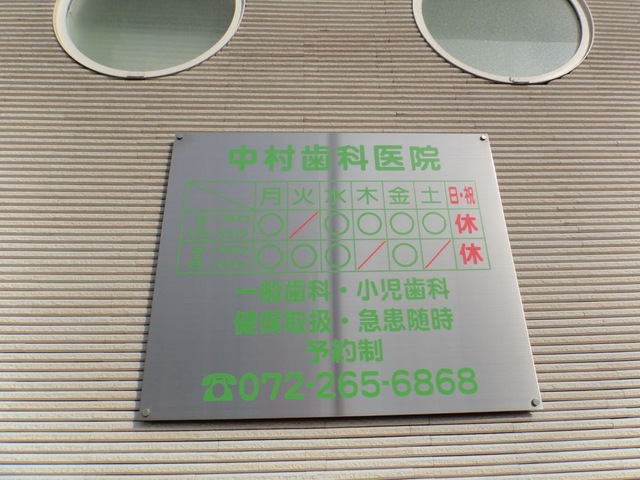 中村歯科医院
月 火 水 木 金 土 日・祝
○ ／ ○ ○ ○ ○ 休
○ ○ ○ ／ ○ ／ 休
一般歯科・小児歯科
健保取扱・急患随時
予約制
☎072-265-6868